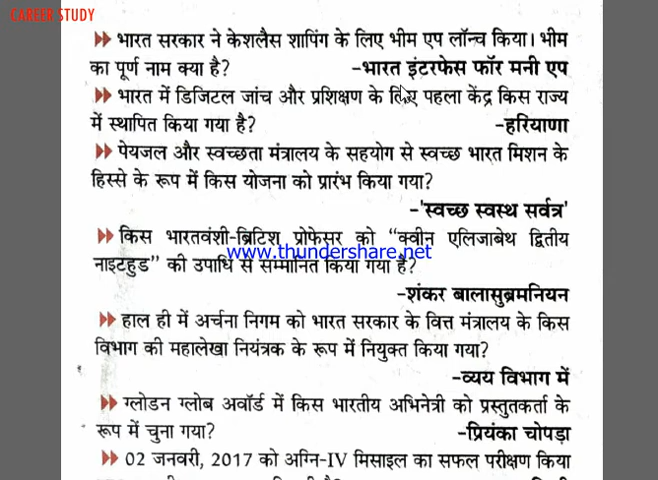 CAREER STUDY
भारत सरकार ने केशलैस शापिंग के लिए भीम एप लॉन्च किया। भीम
का पूर्ण नाम क्या है? -भारत इंटरफेस फॉर मनी एप
भारत में डिजिटल जांच और प्रशिक्षण के लिए पहला केंद्र किस राज्य
में स्थापित किया गया है? -हरियाणा
पेयजल और स्वच्छता मंत्रालय के सहयोग से स्वच्छ भारत मिशन के
हिस्से के रूप में किस योजना को प्रारंभ किया गया?
-'स्वच्छ स्वस्थ सर्वत्र'
किस भारतवंशी-ब्रिटिश प्रोफेसर को “क्वीन एलिजाबेथ द्वितीय
www.thundershare.net
नाइटहुड” की उपाधि से सम्मानित किया गया है?
-शंकर बालासुब्रमनियन
हाल ही में अर्चना निगम को भारत सरकार के वित्त मंत्रालय के किस
विभाग की महालेखा नियंत्रक के रूप में नियुक्त किया गया?
-व्यय विभाग में
ग्लोडन ग्लोब अवॉर्ड में किस भारतीय अभिनेत्री को प्रस्तुतकर्ता के
रूप में चुना गया? -प्रियंका चोपड़ा
02 जनवरी, 2017 को अग्नि-IV मिसाइल का सफल परीक्षण किया